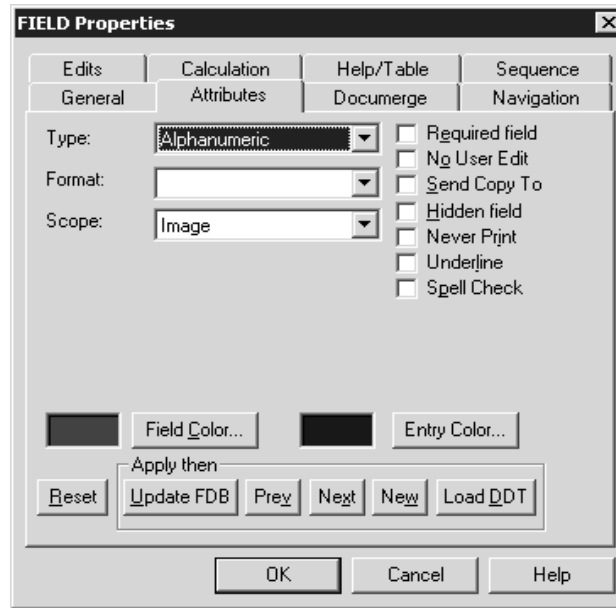 FIELD Properties
Edits Calculation Help/Table Sequence
General Attributes Documerge Navigation
Type: Alphanumeric Required field
No User Edit
Format: Send Copy To
Hidden field
Scope: Image Never Print
Underline
Spell Check
Field Color... Entry Color...
Apply then
Reset Update FDB Prev Next New Load DDT
OK Cancel Help